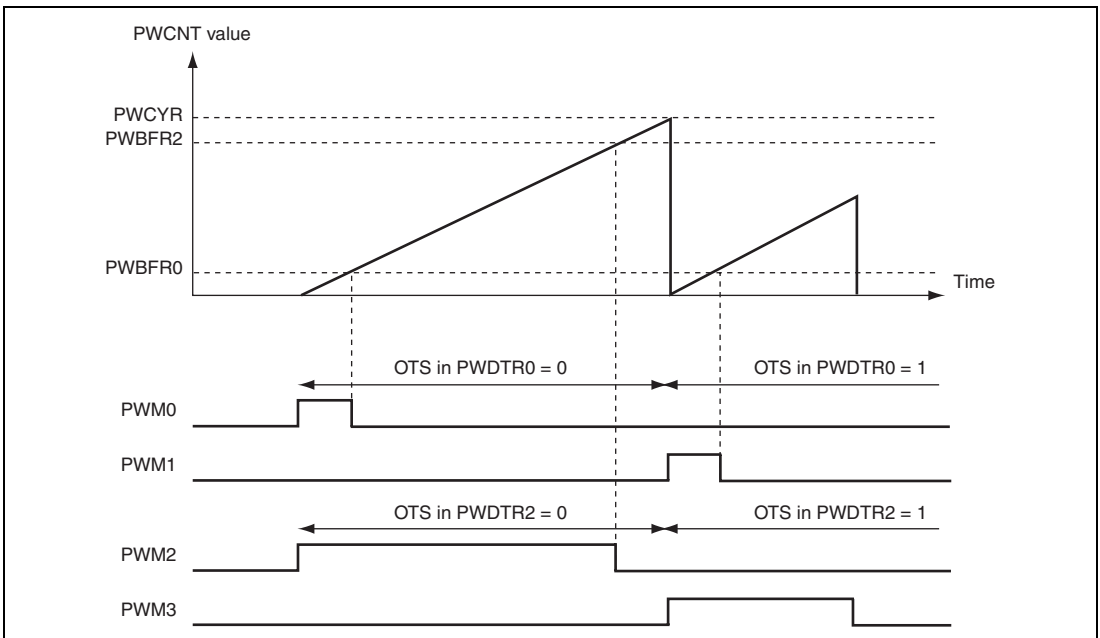 PWCNT value
PWCYR
PWBFR2
PWBFR0
Time
OTS in PWDTR0 = 0
OTS in PWDTR0 = 1
PWM0
PWM1
OTS in PWDTR2 = 0
OTS in PWDTR2 = 1
PWM2
PWM3